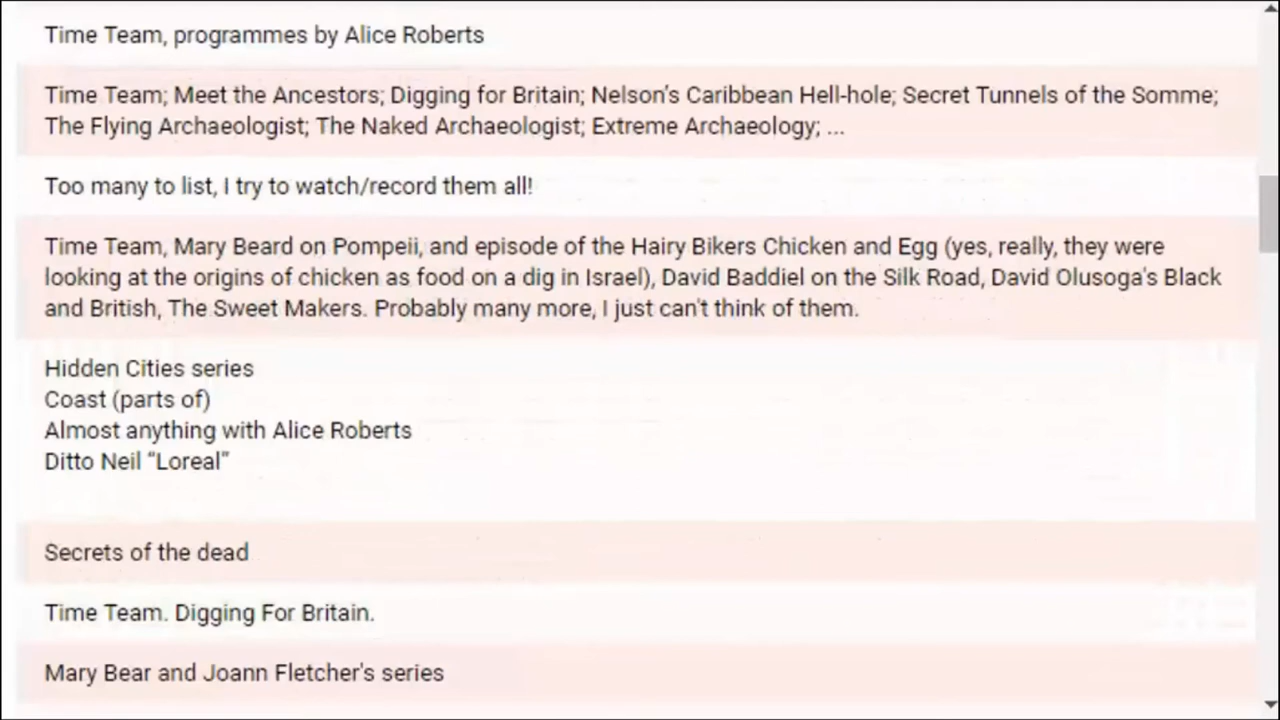 Time Team, programmes by Alice Roberts
Time Team; Meet the Ancestors; Digging for Britain; Nelson's Caribbean Hell-hole; Secret Tunnels of the Somme;
The Flying Archaeologist; The Naked Archaeologist; Extreme Archaeology; ...
Too many to list, I try to watch/record them all!
Time Team, Mary Beard on Pompeii, and episode of the Hairy Bikers Chicken and Egg (yes, really, they were
looking at the origins of chicken as food on a dig in Israel), David Baddiel on the Silk Road, David Olusoga's Black
and British, The Sweet Makers. Probably many more, I just can't think of them.
Hidden Cities series
Coast (parts of)
Almost anything with Alice Roberts
Ditto Neil “Loreal”
Secrets of the dead
Time Team. Digging For Britain.
Mary Bear and Joann Fletcher's series